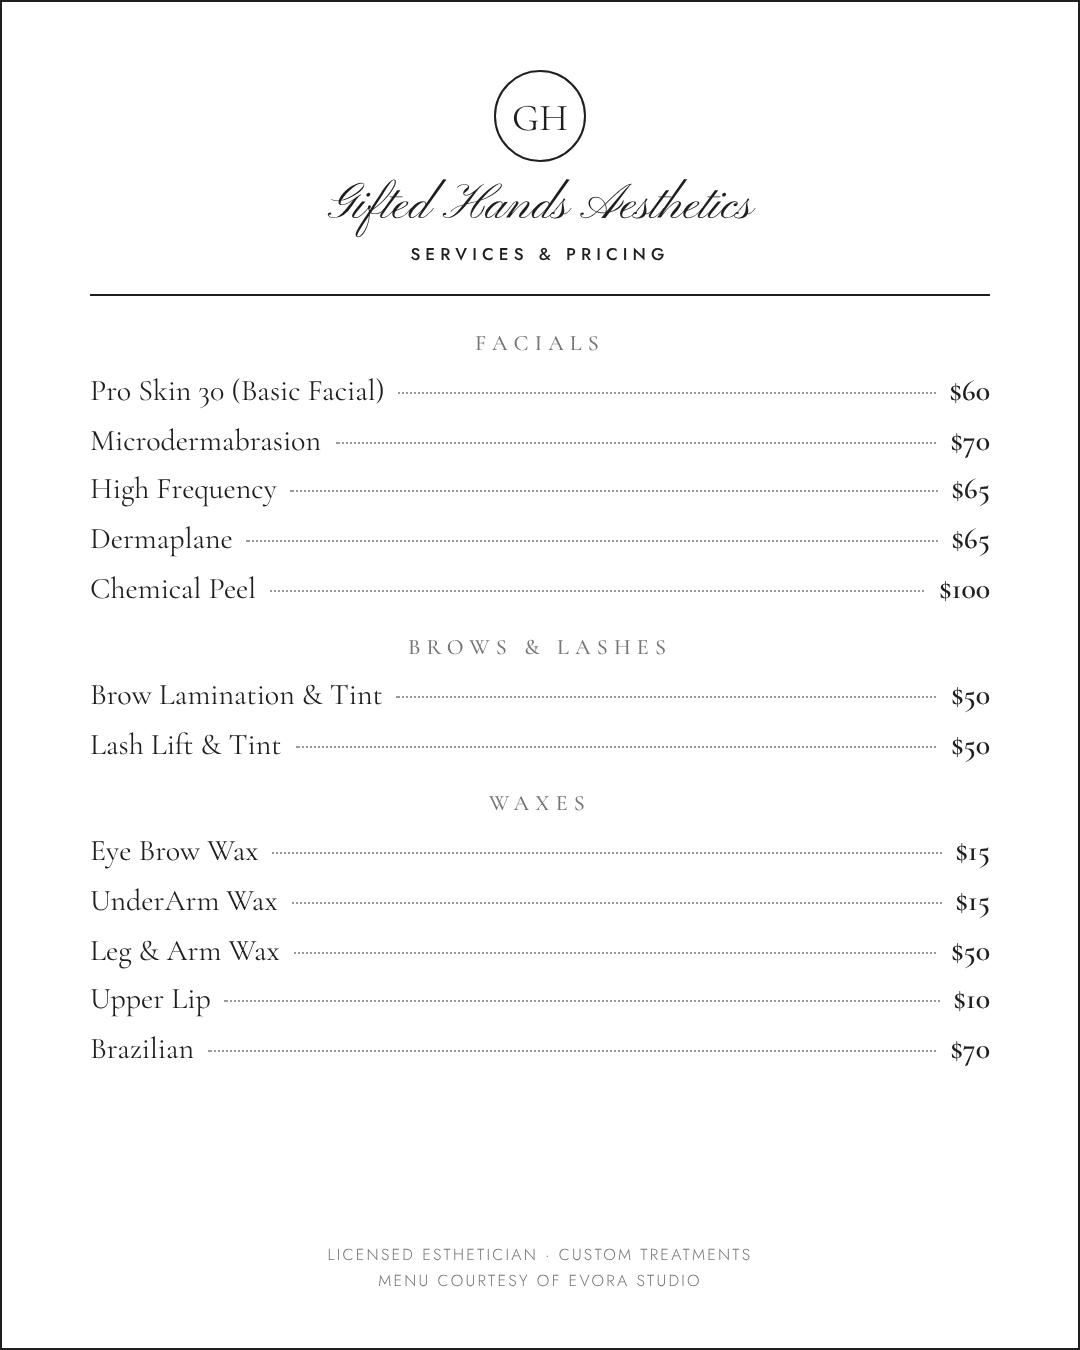 GH
Gifted Hands Aesthetics
SERVICES & PRICING
FACIALS
Pro Skin 30 (Basic Facial) $60
Microdermabrasion $70
High Frequency $65
Dermaplane $65
Chemical Peel $100
BROWS & LASHES
Brow Lamination & Tint $50
Lash Lift & Tint $50
WAXES
Eye Brow Wax $15
UnderArm Wax $15
Leg & Arm Wax $50
Upper Lip $10
Brazilian $70
LICENSED ESTHETICIAN · CUSTOM TREATMENTS
MENU COURTESY OF EVORA STUDIO